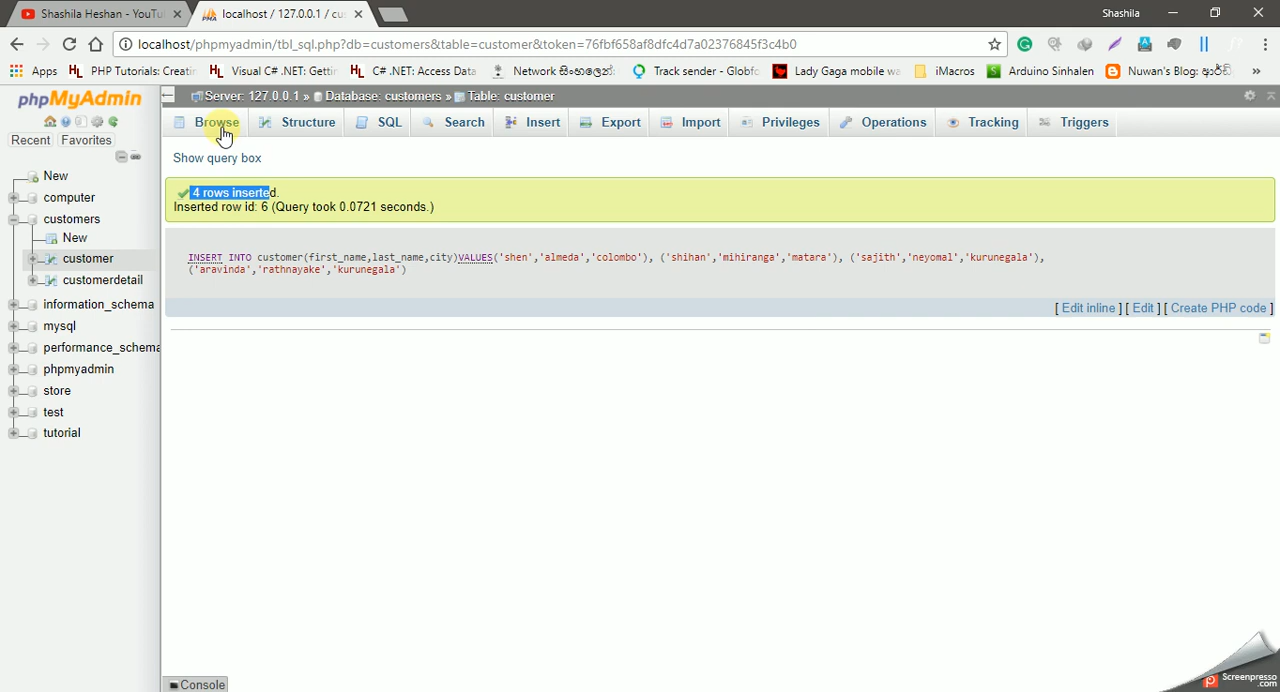 Shashila Heshan - YouTu
localhost / 127.0.0.1 / cu
Shashila
localhost/phpmyadmin/tbl_sql.php?db=customers&table=customer&token=76fbf658af8dfc4d7a02376845f3c4b0
Apps
PHP Tutorials: Creatin
Visual C# .NET: Gettin
C# .NET: Access Data
Network සිංහලෙන්
Track sender - Globfo
Lady Gaga mobile wa
iMacros
Arduino Sinhalen
Nuwan's Blog:
»
phpMyAdmin
Recent
Favorites
New
computer
customers
New
customer
customerdetail
information_schema
mysql
performance_schema
phpmyadmin
store
test
tutorial
Server: 127.0.0.1 » Database: customers » Table: customer
Browse
Structure
SQL
Search
Insert
Export
Import
Privileges
Operations
Tracking
Triggers
Show query box
4 rows inserted.
Inserted row id: 6 (Query took 0.0721 seconds.)
INSERT INTO customer(first_name,last_name,city)VALUES('shen','almeda','colombo'), ('shihan','mihiranga','matara'), ('sajith','neyomal','kurunegala'),
('aravinda','rathnayake','kurunegala')
[ Edit inline ] [ Edit ] [ Create PHP code ]
Console
Screenpresso
.com